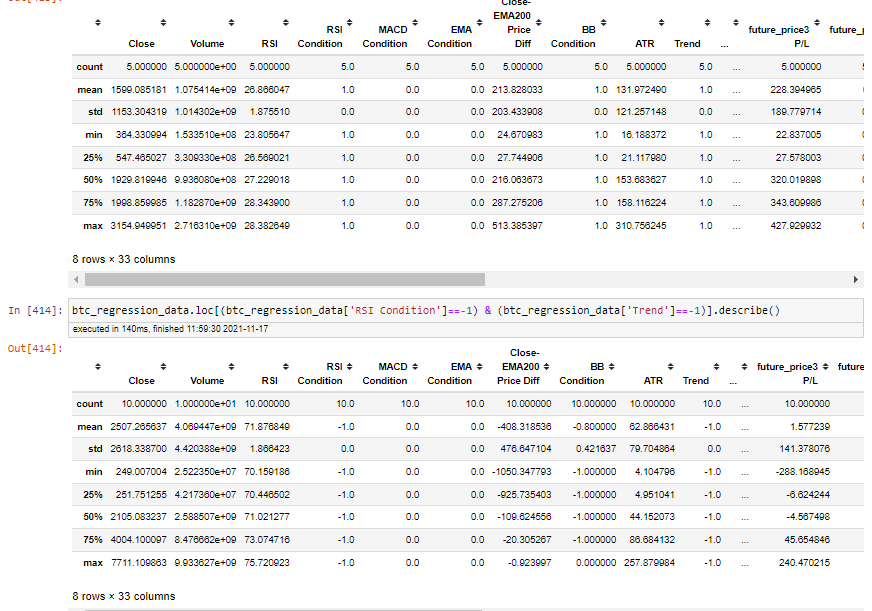 Close-
EMA200
RSI MACD EMA Price BB future_price3 future_
Close Volume RSI Condition Condition Condition Diff Condition ATR Trend ... P/L
count 5.000000 5.000000e+00 5.000000 5.0 5.0 5.0 5.000000 5.0 5.000000 5.0 ... 5.000000
mean 1599.085181 1.075414e+09 26.866047 1.0 0.0 0.0 213.828033 1.0 131.972490 1.0 ... 228.394965
std 1153.304319 1.014302e+09 1.875510 0.0 0.0 0.0 203.433908 0.0 121.257148 0.0 ... 189.779714
min 364.330994 1.533510e+08 23.805647 1.0 0.0 0.0 24.670983 1.0 16.188372 1.0 ... 22.837005
25% 547.465027 3.309330e+08 26.569021 1.0 0.0 0.0 27.744906 1.0 21.117980 1.0 ... 27.578003
50% 1929.819946 9.936080e+08 27.229018 1.0 0.0 0.0 216.063673 1.0 153.683627 1.0 ... 320.019898
75% 1998.859985 1.182870e+09 28.343900 1.0 0.0 0.0 287.275206 1.0 158.116224 1.0 ... 343.609986
max 3154.949951 2.716310e+09 28.382649 1.0 0.0 0.0 513.385397 1.0 310.756245 1.0 ... 427.929932
8 rows × 33 columns
In [414]: btc_regression_data.loc[(btc_regression_data['RSI Condition']==-1) & (btc_regression_data['Trend']==-1)].describe()
executed in 140ms, finished 11:59:30 2021-11-17
Out[414]:
Close-
RSI MACD EMA EMA200 BB future_price3 future
Close Volume RSI Condition Condition Condition Price Diff Condition ATR Trend ... P/L
count 10.000000 1.000000e+01 10.000000 10.0 10.0 10.0 10.000000 10.000000 10.000000 10.0 ... 10.000000
mean 2507.265637 4.069447e+09 71.876849 -1.0 0.0 0.0 -408.318536 -0.800000 62.866431 -1.0 ... 1.577239
std 2618.338700 4.420388e+09 1.866423 0.0 0.0 0.0 476.647104 0.421637 79.704864 0.0 ... 141.378076
min 249.007004 2.522350e+07 70.159186 -1.0 0.0 0.0 -1050.347793 -1.000000 4.104796 -1.0 ... -288.168945
25% 251.751255 4.217360e+07 70.446502 -1.0 0.0 0.0 -925.735403 -1.000000 4.951041 -1.0 ... -6.624244
50% 2105.083237 2.588507e+09 71.021277 -1.0 0.0 0.0 -109.624556 -1.000000 44.152073 -1.0 ... -4.567498
75% 4004.100097 8.476662e+09 73.074716 -1.0 0.0 0.0 -20.305267 -1.000000 86.684132 -1.0 ... 45.654846
max 7711.109863 9.933627e+09 75.720923 -1.0 0.0 0.0 -0.923997 0.000000 257.879984 -1.0 ... 240.470215
8 rows × 33 columns